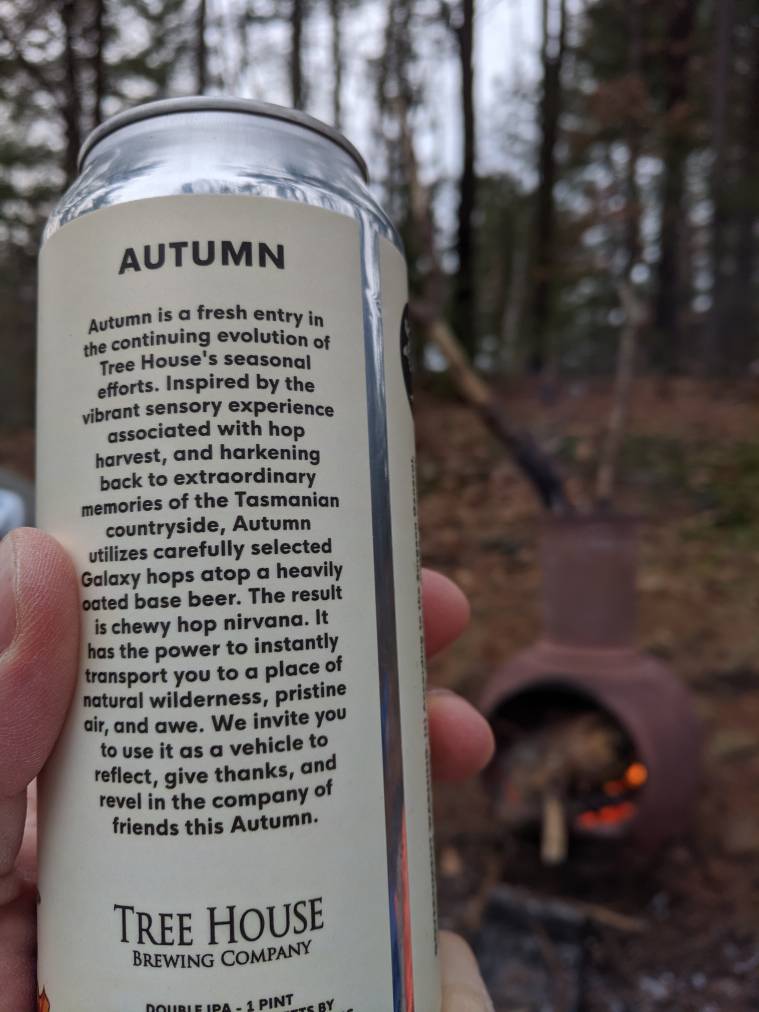 AUTUMN
Autumn is a fresh entry in
the continuing evolution of
Tree House's seasonal
efforts. Inspired by the
vibrant sensory experience
associated with hop
harvest, and harkening
back to extraordinary
memories of the Tasmanian
countryside, Autumn
utilizes carefully selected
Galaxy hops atop a heavily
oated base beer. The result
is chewy hop nirvana. It
has the power to instantly
transport you to a place of
natural wilderness, pristine
air, and awe. We invite you
to use it as a vehicle to
reflect, give thanks, and
revel in the company of
friends this Autumn.
TREE HOUSE
BREWING COMPANY
DOUBLE IPA - 1 PINT
BY